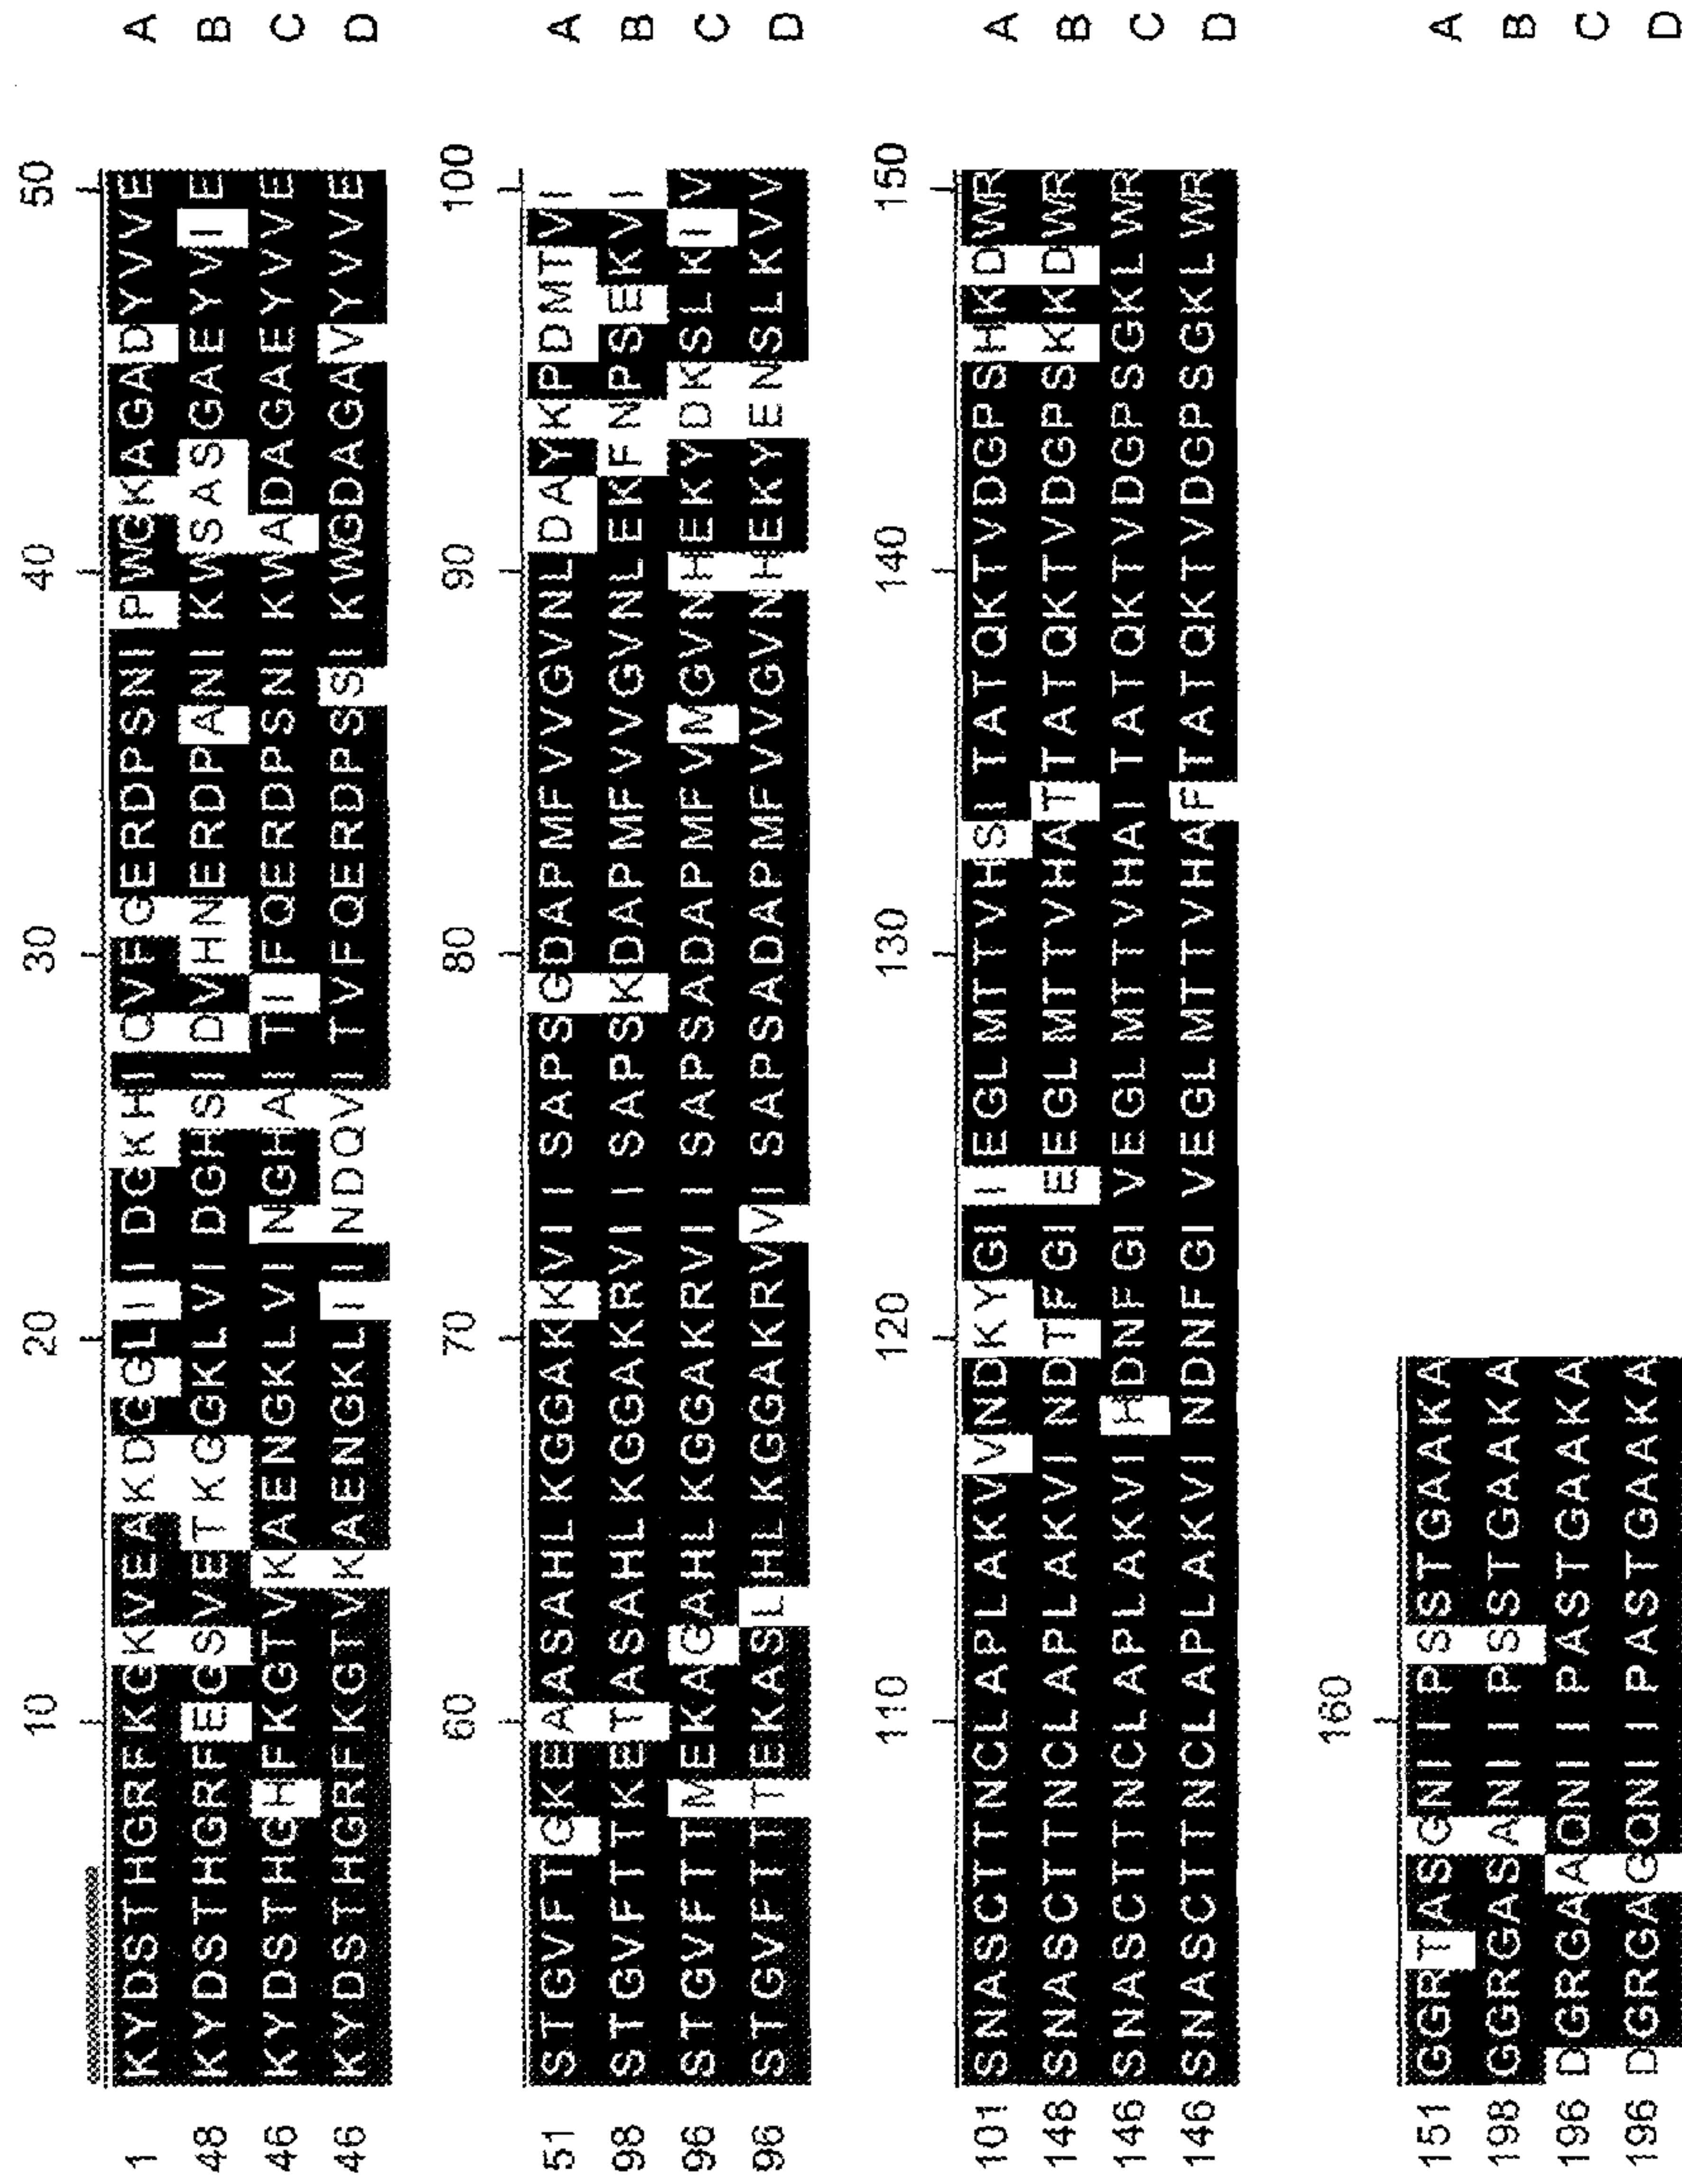 10 20 30 40 50
1 KYDSTHGRFKGKVEAKDGGLIIDGKHIQVFGERDPSNIPWGKAGADYVVE A
48 KYDSTHGRFEGSVETKGGKLVIDGHSIDVHNERDPANIKWSASGAEYVIE B
46 KYDSTHGHFKGTVKAENGKLVINGHAITIFQERDPSNIKWADAGAEYVVE C
46 KYDSTHGRFKGTVKAENGKLIINDQVITVFQERDPSSIKWGDAGAVYVVE D
60 70 80 90 100
51 STGVFTGKEAASAHLKGGAKKVIISAPSGDAPMFVVGVNLDAYKPDMTVI A
98 STGVFTTKETASAHLKGGAKRVIISAPSKDAPMFVVGVNLEKFNPSEKVI B
96 STGVFTTMEKAGAHLKGGAKRVIISAPSADAPMFVMGVNHEKYDKSLKIV C
96 STGVFTTTEKASLHLKGGAKRVVISAPSADAPMFVVGVNHEKYENSLKVV D
110 120 130 140 150
101 SNASCTTNCLAPLAKVVNDKYGIIEGLMTTVHSITATQKTVDGPSHKDWR A
148 SNASCTTNCLAPLAKVINDTFGIEEGLMTTVHATTATQKTVDGPSKKDWR B
146 SNASCTTNCLAPLAKVIHDNFGIVEGLMTTVHAITATQKTVDGPSGKLWR C
146 SNASCTTNCLAPLAKVINDNFGIVEGLMTTVHAFTATQKTVDGPSGKLWR D
160
151 GGRTASGNIIPSSTGAAKA A
198 GGRGASANIIPSSTGAAKA B
196 DGRGAAQNIIPASTGAAKA C
196 DGRGAGQNIIPASTGAAKA D